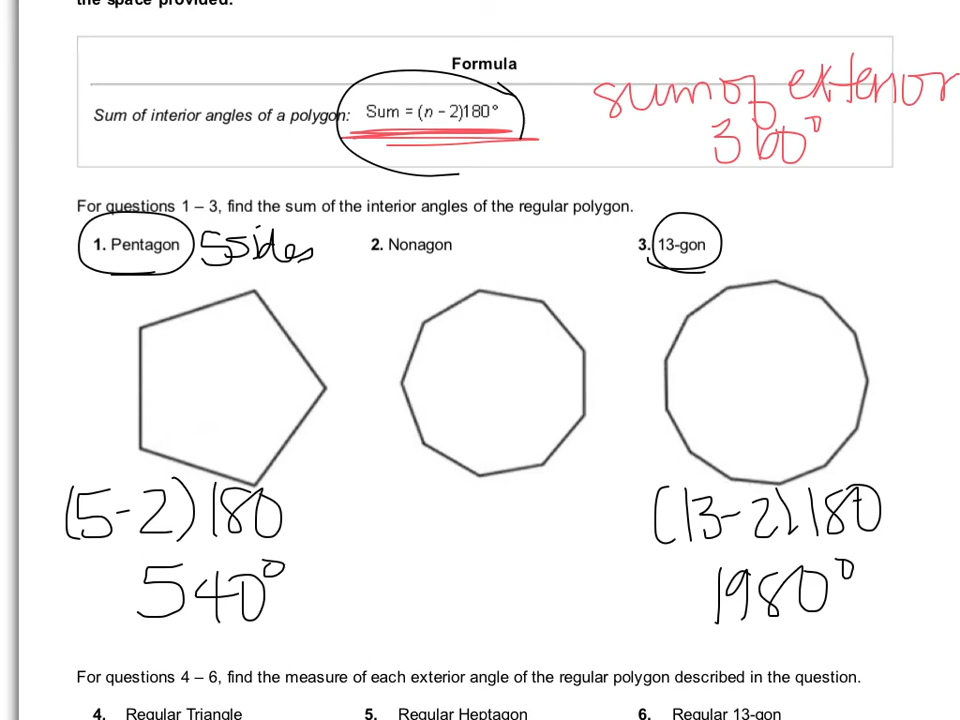 the space provided.
Formula
Sum of interior angles of a polygon: Sum = (n – 2)180°
sum of exterior
360°
For questions 1 – 3, find the sum of the interior angles of the regular polygon.
1. Pentagon 5 sides 2. Nonagon 3. 13-gon
(5-2)180 (13-2)180
540° 1980°
For questions 4 – 6, find the measure of each exterior angle of the regular polygon described in the question.
4. Regular Triangle 5. Regular Heptagon 6. Regular 13-gon